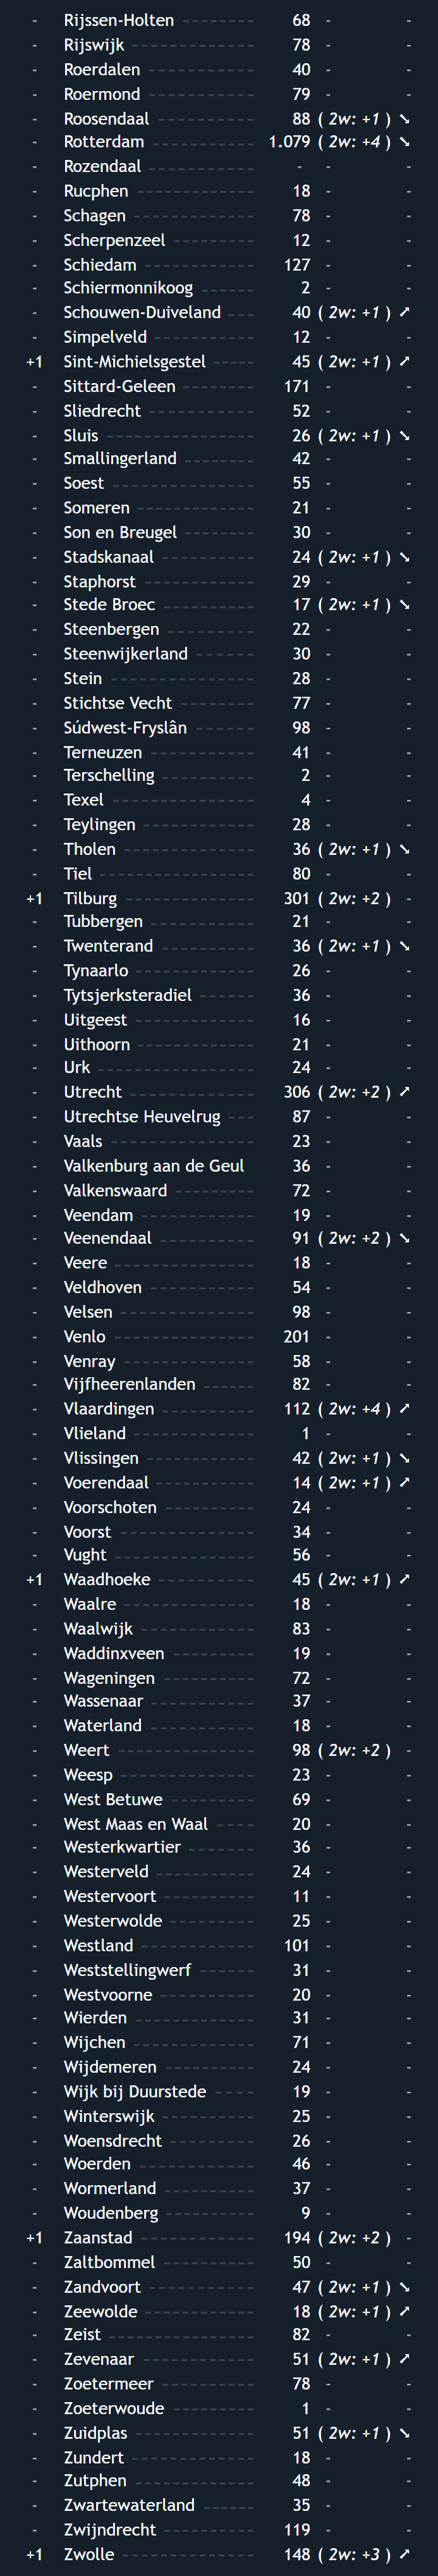 - Rijssen-Holten 68 - -
- Rijswijk 78 - -
- Roerdalen 40 - -
- Roermond 79 - -
- Roosendaal 88 ( 2w: +1 ) ➘
- Rotterdam 1.079 ( 2w: +4 ) ➘
- Rozendaal - - -
- Rucphen 18 - -
- Schagen 78 - -
- Scherpenzeel 12 - -
- Schiedam 127 - -
- Schiermonnikoog 2 - -
- Schouwen-Duiveland 40 ( 2w: +1 ) ➚
- Simpelveld 12 - -
+1 Sint-Michielsgestel 45 ( 2w: +1 ) ➚
- Sittard-Geleen 171 - -
- Sliedrecht 52 - -
- Sluis 26 ( 2w: +1 ) ➘
- Smallingerland 42 - -
- Soest 55 - -
- Someren 21 - -
- Son en Breugel 30 - -
- Stadskanaal 24 ( 2w: +1 ) ➘
- Staphorst 29 - -
- Stede Broec 17 ( 2w: +1 ) ➘
- Steenbergen 22 - -
- Steenwijkerland 30 - -
- Stein 28 - -
- Stichtse Vecht 77 - -
- Súdwest-Fryslân 98 - -
- Terneuzen 41 - -
- Terschelling 2 - -
- Texel 4 - -
- Teylingen 28 - -
- Tholen 36 ( 2w: +1 ) ➘
- Tiel 80 - -
+1 Tilburg 301 ( 2w: +2 ) -
- Tubbergen 21 - -
- Twenterand 36 ( 2w: +1 ) ➘
- Tynaarlo 26 - -
- Tytsjerksteradiel 36 - -
- Uitgeest 16 - -
- Uithoorn 21 - -
- Urk 24 - -
- Utrecht 306 ( 2w: +2 ) ➚
- Utrechtse Heuvelrug 87 - -
- Vaals 23 - -
- Valkenburg aan de Geul 36 - -
- Valkenswaard 72 - -
- Veendam 19 - -
- Veenendaal 91 ( 2w: +2 ) ➘
- Veere 18 - -
- Veldhoven 54 - -
- Velsen 98 - -
- Venlo 201 - -
- Venray 58 - -
- Vijfheerenlanden 82 - -
- Vlaardingen 112 ( 2w: +4 ) ➚
- Vlieland 1 - -
- Vlissingen 42 ( 2w: +1 ) ➘
- Voerendaal 14 ( 2w: +1 ) ➚
- Voorschoten 24 - -
- Voorst 34 - -
- Vught 56 - -
+1 Waadhoeke 45 ( 2w: +1 ) ➚
- Waalre 18 - -
- Waalwijk 83 - -
- Waddinxveen 19 - -
- Wageningen 72 - -
- Wassenaar 37 - -
- Waterland 18 - -
- Weert 98 ( 2w: +2 ) -
- Weesp 23 - -
- West Betuwe 69 - -
- West Maas en Waal 20 - -
- Westerkwartier 36 - -
- Westerveld 24 - -
- Westervoort 11 - -
- Westerwolde 25 - -
- Westland 101 - -
- Weststellingwerf 31 - -
- Westvoorne 20 - -
- Wierden 31 - -
- Wijchen 71 - -
- Wijdemeren 24 - -
- Wijk bij Duurstede 19 - -
- Winterswijk 25 - -
- Woensdrecht 26 - -
- Woerden 46 - -
- Wormerland 37 - -
- Woudenberg 9 - -
+1 Zaanstad 194 ( 2w: +2 ) -
- Zaltbommel 50 - -
- Zandvoort 47 ( 2w: +1 ) ➘
- Zeewolde 18 ( 2w: +1 ) ➚
- Zeist 82 - -
- Zevenaar 51 ( 2w: +1 ) ➚
- Zoetermeer 78 - -
- Zoeterwoude 1 - -
- Zuidplas 51 ( 2w: +1 ) ➘
- Zundert 18 - -
- Zutphen 48 - -
- Zwartewaterland 35 - -
- Zwijndrecht 119 - -
+1 Zwolle 148 ( 2w: +3 ) ➚